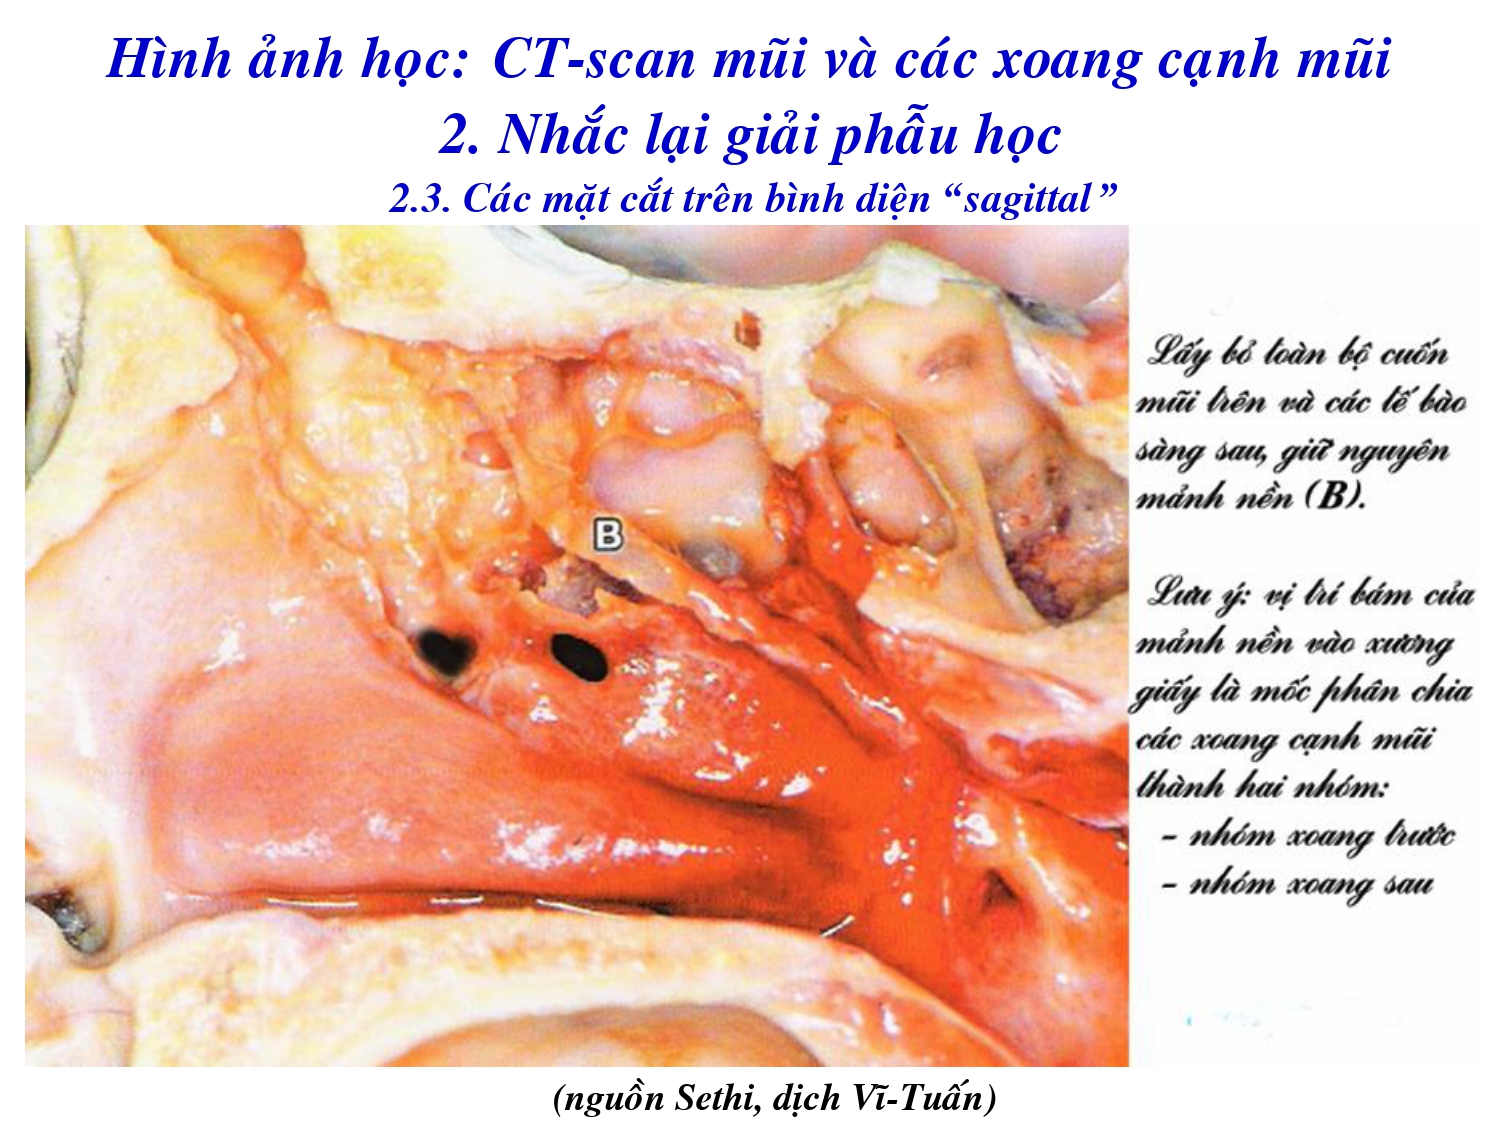 Hình ảnh học: CT-scan mũi và các xoang cạnh mũi
2. Nhắc lại giải phẫu học
2.3. Các mặt cắt trên bình diện “sagittal”
Lấy bỏ toàn bộ cuốn
mũi trên và các tế bào
sàng sau, giữ nguyên
mảnh nền (B).
Lưu ý: vị trí bám của
mảnh nền vào xương
giấy là mốc phân chia
các xoang cạnh mũi
thành hai nhóm:
- nhóm xoang trước
- nhóm xoang sau
B
(nguồn Sethi, dịch Vĩ-Tuấn)